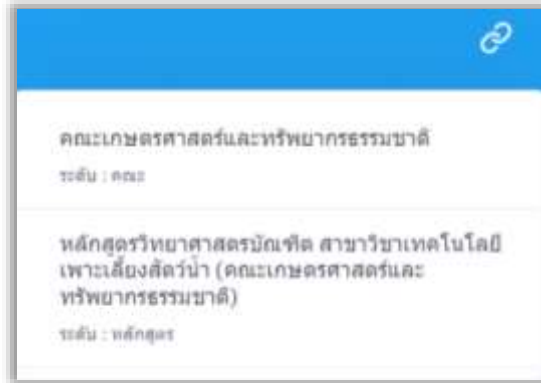 คณะเกษตรศาสตร์และทรัพยากรธรรมชาติ
ระดับ : คณะ
หลักสูตรวิทยาศาสตรบัณฑิต สาขาวิชาเทคโนโลยี
เพาะเลี้ยงสัตว์น้ำ (คณะเกษตรศาสตร์และ
ทรัพยากรธรรมชาติ)
ระดับ : หลักสูตร